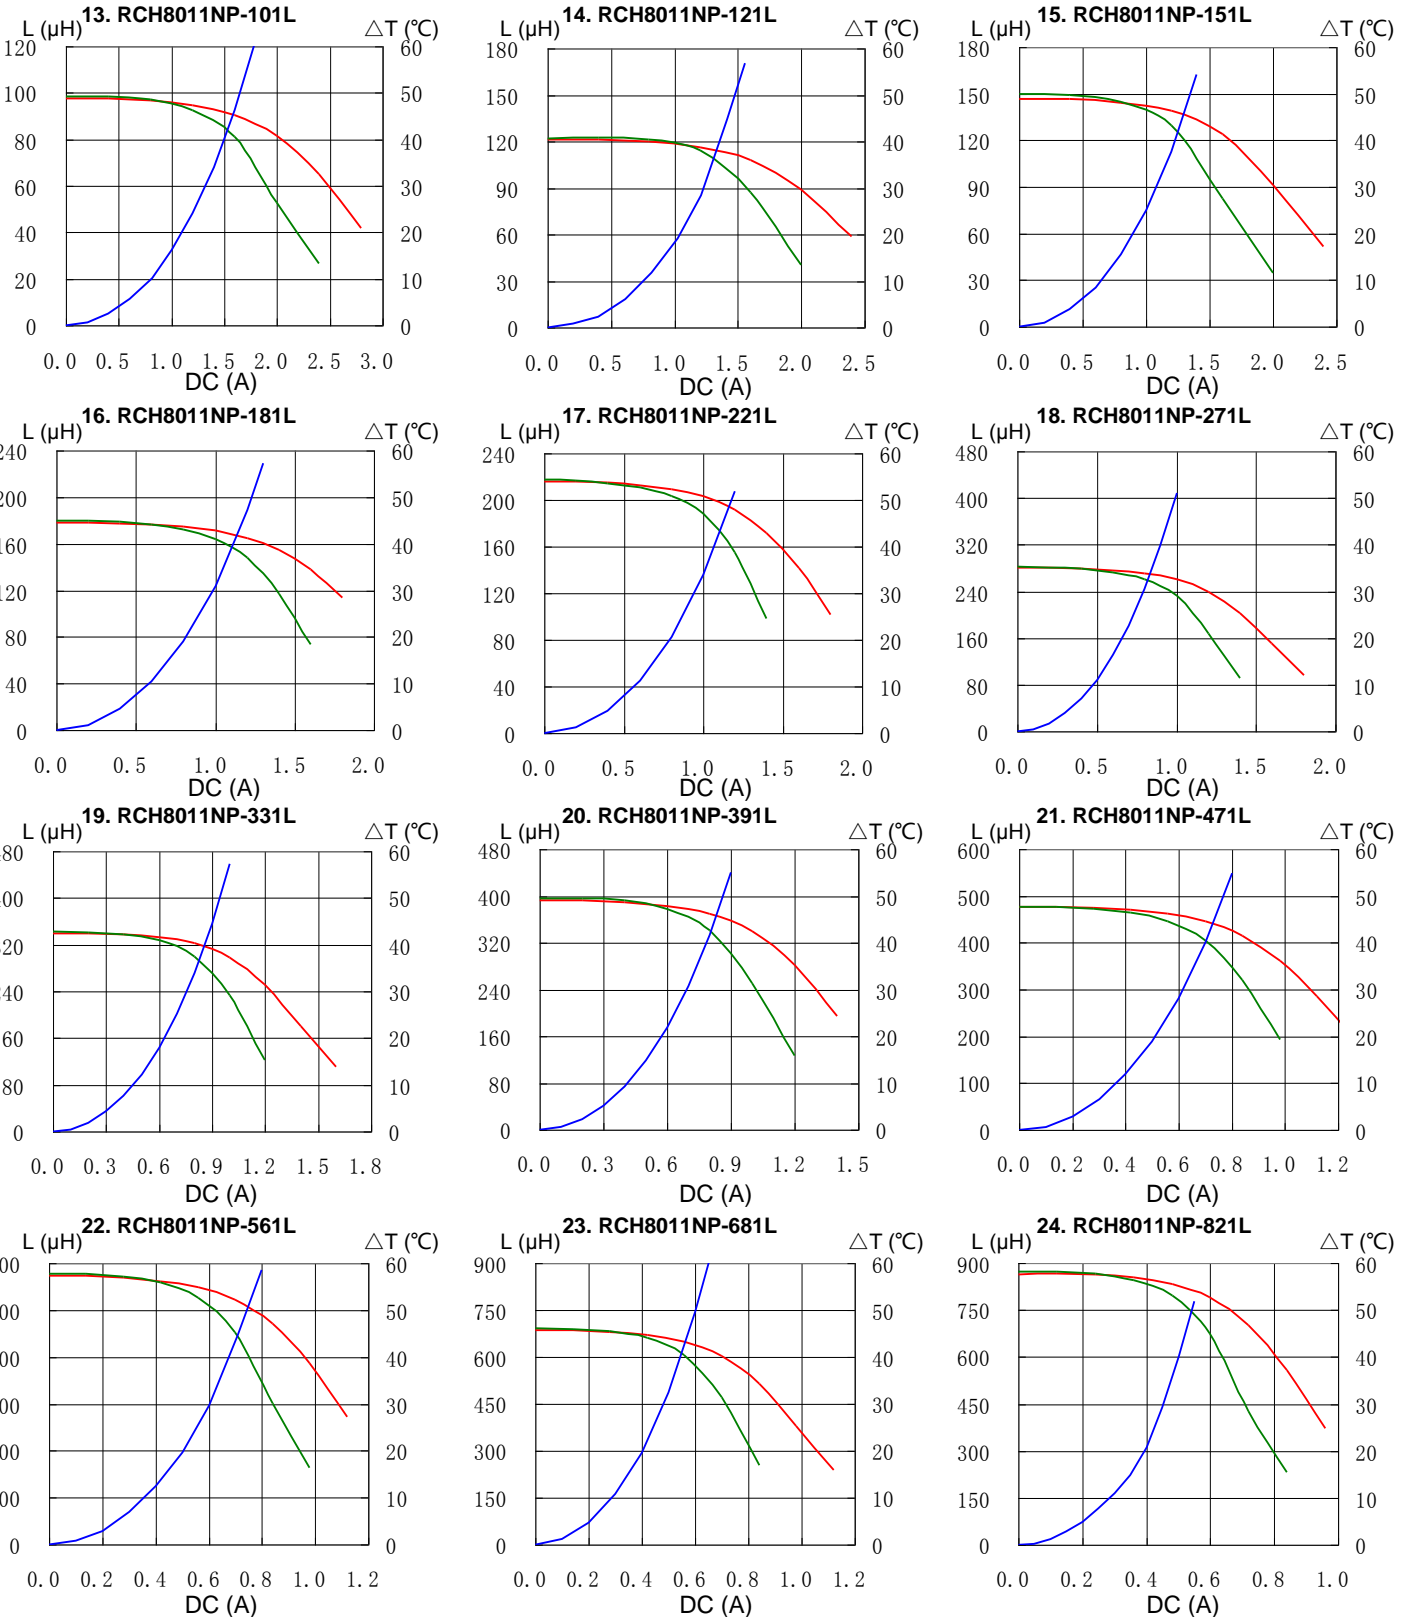 13. RCH8011NP-101L
L (μH)
△T (℃)
120
100
80
60
40
20
0
60
50
40
30
20
10
0
0.0 0.5 1.0 1.5 2.0 2.5 3.0
DC (A)
14. RCH8011NP-121L
L (μH)
△T (℃)
180
150
120
90
60
30
0
60
50
40
30
20
10
0
0.0 0.5 1.0 1.5 2.0 2.5
DC (A)
15. RCH8011NP-151L
L (μH)
△T (℃)
180
150
120
90
60
30
0
60
50
40
30
20
10
0
0.0 0.5 1.0 1.5 2.0 2.5
DC (A)
16. RCH8011NP-181L
L (μH)
△T (℃)
240
200
160
120
80
40
0
60
50
40
30
20
10
0
0.0 0.5 1.0 1.5 2.0
DC (A)
17. RCH8011NP-221L
L (μH)
△T (℃)
240
200
160
120
80
40
0
60
50
40
30
20
10
0
0.0 0.5 1.0 1.5 2.0
DC (A)
18. RCH8011NP-271L
L (μH)
△T (℃)
480
400
320
240
160
80
0
60
50
40
30
20
10
0
0.0 0.5 1.0 1.5 2.0
DC (A)
19. RCH8011NP-331L
L (μH)
△T (℃)
480
400
320
240
60
80
0
60
50
40
30
20
10
0
0.0 0.3 0.6 0.9 1.2 1.5 1.8
DC (A)
20. RCH8011NP-391L
L (μH)
△T (℃)
480
400
320
240
160
80
0
60
50
40
30
20
10
0
0.0 0.3 0.6 0.9 1.2 1.5
DC (A)
21. RCH8011NP-471L
L (μH)
△T (℃)
600
500
400
300
200
100
0
60
50
40
30
20
10
0
0.0 0.2 0.4 0.6 0.8 1.0 1.2
DC (A)
22. RCH8011NP-561L
L (μH)
△T (℃)
00
00
00
00
00
00
0
60
50
40
30
20
10
0
0.0 0.2 0.4 0.6 0.8 1.0 1.2
DC (A)
23. RCH8011NP-681L
L (μH)
△T (℃)
900
750
600
450
300
150
0
60
50
40
30
20
10
0
0.0 0.2 0.4 0.6 0.8 1.0 1.2
DC (A)
24. RCH8011NP-821L
L (μH)
△T (℃)
900
750
600
450
300
150
0
60
50
40
30
20
10
0
0.0 0.2 0.4 0.6 0.8 1.0
DC (A)